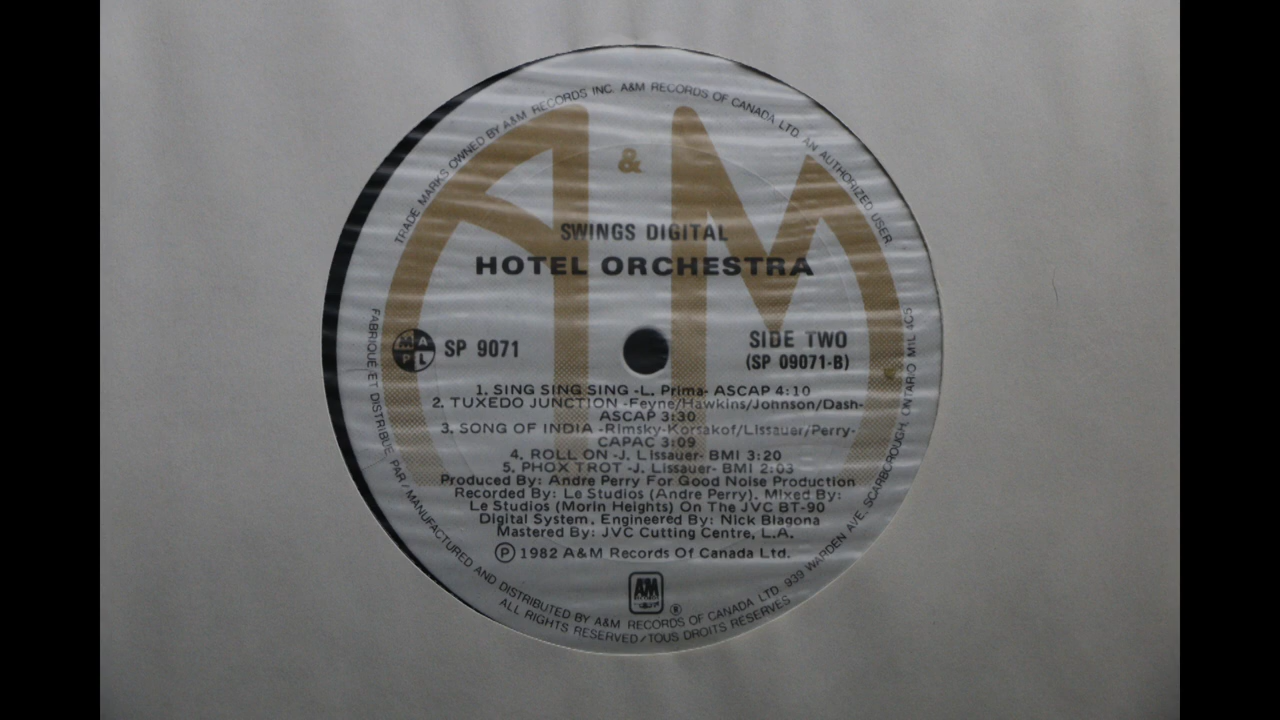 TRADE MARKS OWNED BY A&M RECORDS INC. A&M RECORDS OF CANADA LTD. AN AUTHORIZED USER
A & M
SWINGS DIGITAL
HOTEL ORCHESTRA
MAPL SP 9071
SIDE TWO
(SP 09071-B)
1. SING SING SING -L. Prima- ASCAP 4:10
2. TUXEDO JUNCTION -Feyne/Hawkins/Johnson/Dash-
ASCAP 3:30
3. SONG OF INDIA -Rimsky-Korsakof/Lissauer/Perry-
CAPAC 3:09
4. ROLL ON -J. Lissauer- BMI 3:20
5. PHOX TROT -J. Lissauer- BMI 2:03
Produced By: Andre Perry For Good Noise Production
Recorded By: Le Studios (Andre Perry). Mixed By:
Le Studios (Morin Heights) On The JVC BT-90
Digital System. Engineered By: Nick Blagona
Mastered By: JVC Cutting Centre, L.A.
Ⓟ 1982 A&M Records Of Canada Ltd.
AM
RECORDS ®
FABRIQUÉ ET DISTRIBUÉ PAR / MANUFACTURED AND DISTRIBUTED BY A&M RECORDS OF CANADA LTD. 939 WARDEN AVE. SCARBOROUGH, ONTARIO M1L 4C5
ALL RIGHTS RESERVED/TOUS DROITS RÉSERVÉS